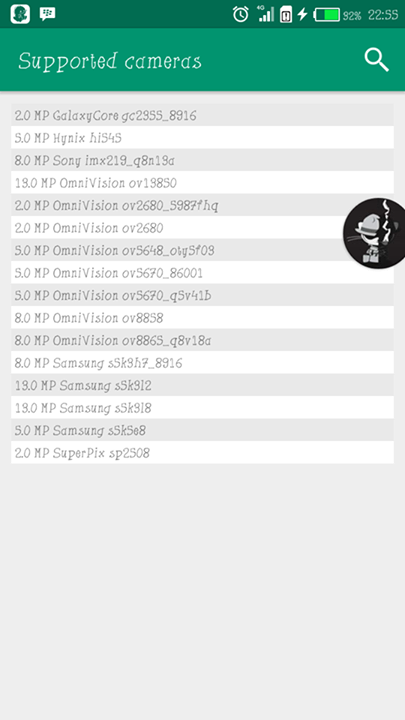 4G 92% 22:55
Supported cameras
2.0 MP GalaxyCore gc2355_8916
5.0 MP Hynix hi545
8.0 MP Sony imx219_q8n13a
13.0 MP OmniVision ov13850
2.0 MP OmniVision ov2680_5987fhq
2.0 MP OmniVision ov2680
5.0 MP OmniVision ov5648_oty5f03
5.0 MP OmniVision ov5670_86001
5.0 MP OmniVision ov5670_q5v41b
8.0 MP OmniVision ov8858
8.0 MP OmniVision ov8865_q8v18a
8.0 MP Samsung s5k3h7_8916
13.0 MP Samsung s5k3l2
13.0 MP Samsung s5k3l8
5.0 MP Samsung s5k5e8
2.0 MP SuperPix sp2508